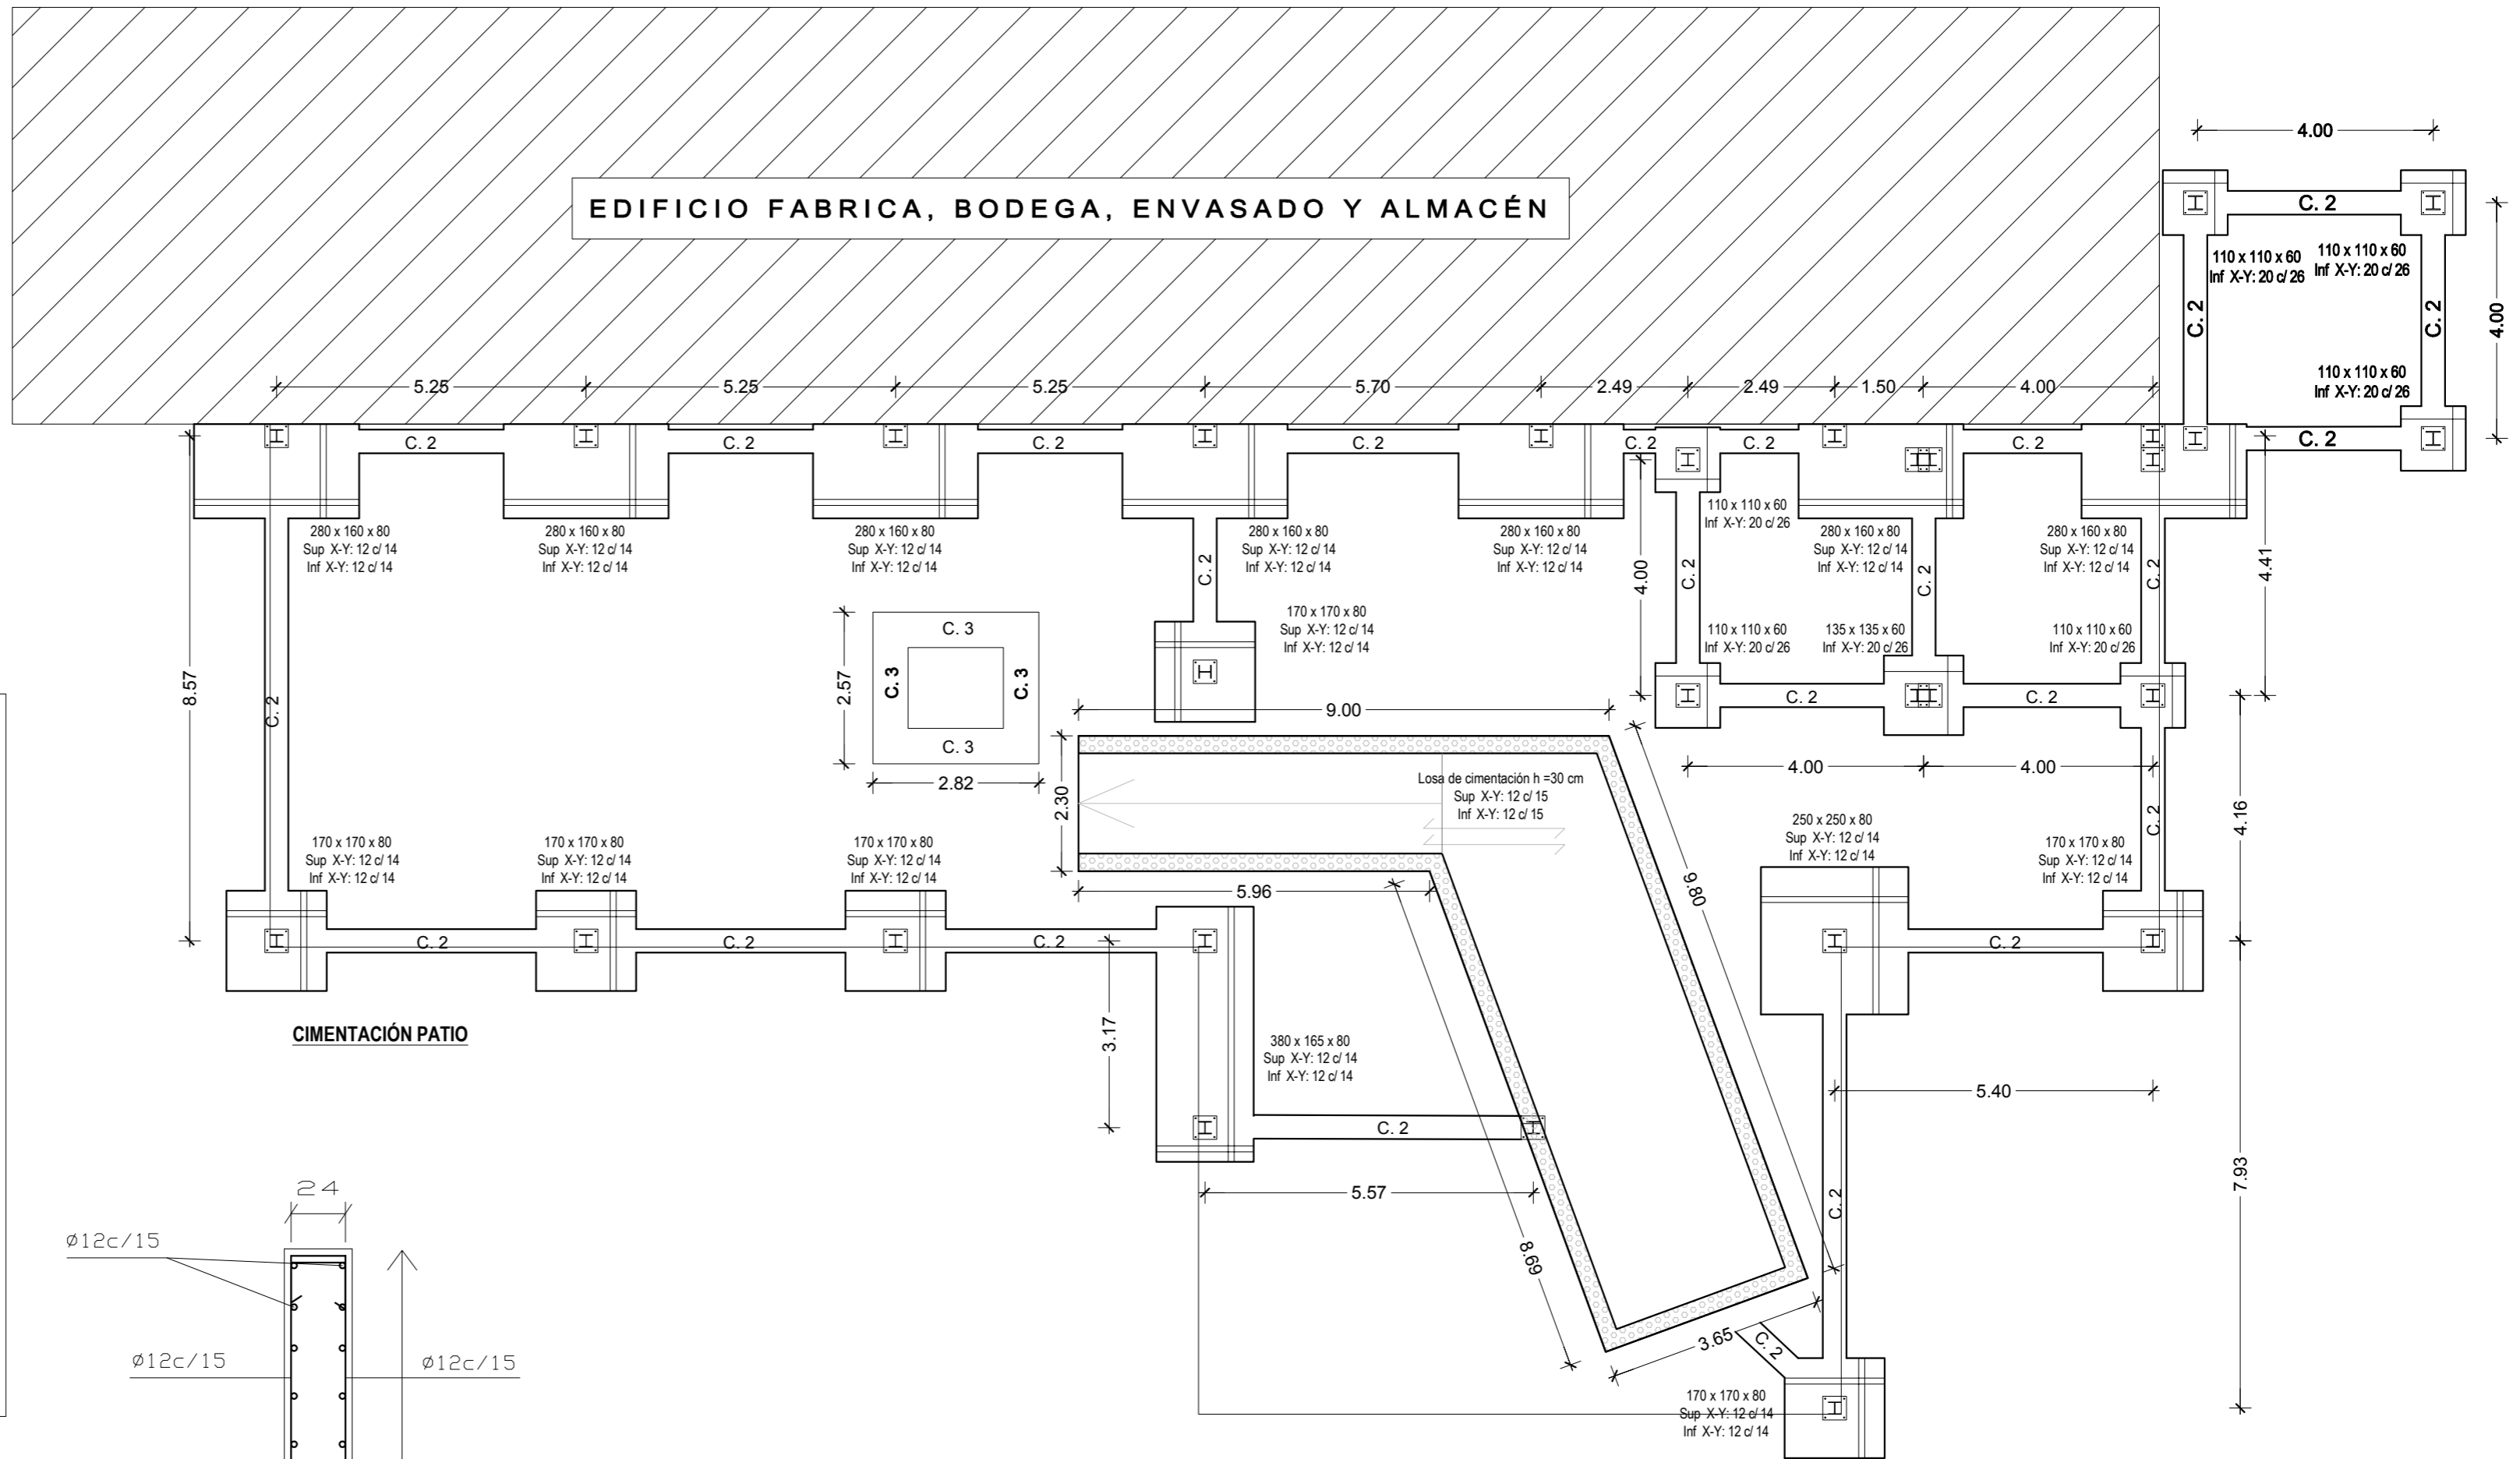 4.00
EDIFICIO FABRICA, BODEGA, ENVASADO Y ALMACÉN
C. 2
110 x 110 x 60
Inf X-Y: 20 c/ 26
110 x 110 x 60
Inf X-Y: 20 c/ 26
C. 2
C. 2
4.00
110 x 110 x 60
Inf X-Y: 20 c/ 26
5.25
5.25
5.25
5.70
2.49
2.49
1.50
4.00
C. 2
C. 2
C. 2
C. 2
C. 2
C. 2
C. 2
C. 2
280 x 160 x 80
Sup X-Y: 12 c/ 14
Inf X-Y: 12 c/ 14
280 x 160 x 80
Sup X-Y: 12 c/ 14
Inf X-Y: 12 c/ 14
280 x 160 x 80
Sup X-Y: 12 c/ 14
Inf X-Y: 12 c/ 14
280 x 160 x 80
Sup X-Y: 12 c/ 14
Inf X-Y: 12 c/ 14
280 x 160 x 80
Sup X-Y: 12 c/ 14
Inf X-Y: 12 c/ 14
110 x 110 x 60
Inf X-Y: 20 c/ 26
280 x 160 x 80
Sup X-Y: 12 c/ 14
Inf X-Y: 12 c/ 14
280 x 160 x 80
Sup X-Y: 12 c/ 14
Inf X-Y: 12 c/ 14
C. 2
4.00
C. 2
C. 2
C. 2
4.41
170 x 170 x 80
Sup X-Y: 12 c/ 14
Inf X-Y: 12 c/ 14
110 x 110 x 60
Inf X-Y: 20 c/ 26
135 x 135 x 60
Inf X-Y: 20 c/ 26
110 x 110 x 60
Inf X-Y: 20 c/ 26
8.57
C. 2
2.57
C. 3
C. 3
C. 3
C. 3
2.82
9.00
C. 2
C. 2
2.30
Losa de cimentación h =30 cm
Sup X-Y: 12 c/ 15
Inf X-Y: 12 c/ 15
4.00
4.00
C. 2
4.16
170 x 170 x 80
Sup X-Y: 12 c/ 14
Inf X-Y: 12 c/ 14
170 x 170 x 80
Sup X-Y: 12 c/ 14
Inf X-Y: 12 c/ 14
170 x 170 x 80
Sup X-Y: 12 c/ 14
Inf X-Y: 12 c/ 14
250 x 250 x 80
Sup X-Y: 12 c/ 14
Inf X-Y: 12 c/ 14
170 x 170 x 80
Sup X-Y: 12 c/ 14
Inf X-Y: 12 c/ 14
5.96
9.80
C. 2
C. 2
C. 2
C. 2
CIMENTACIÓN PATIO
3.17
380 x 165 x 80
Sup X-Y: 12 c/ 14
Inf X-Y: 12 c/ 14
5.40
C. 2
5.57
C. 2
7.93
8.69
24
Ø12c/15
Ø12c/15
Ø12c/15
3.65
C. 2
170 x 170 x 80
Sup X-Y: 12 c/ 14
Inf X-Y: 12 c/ 14